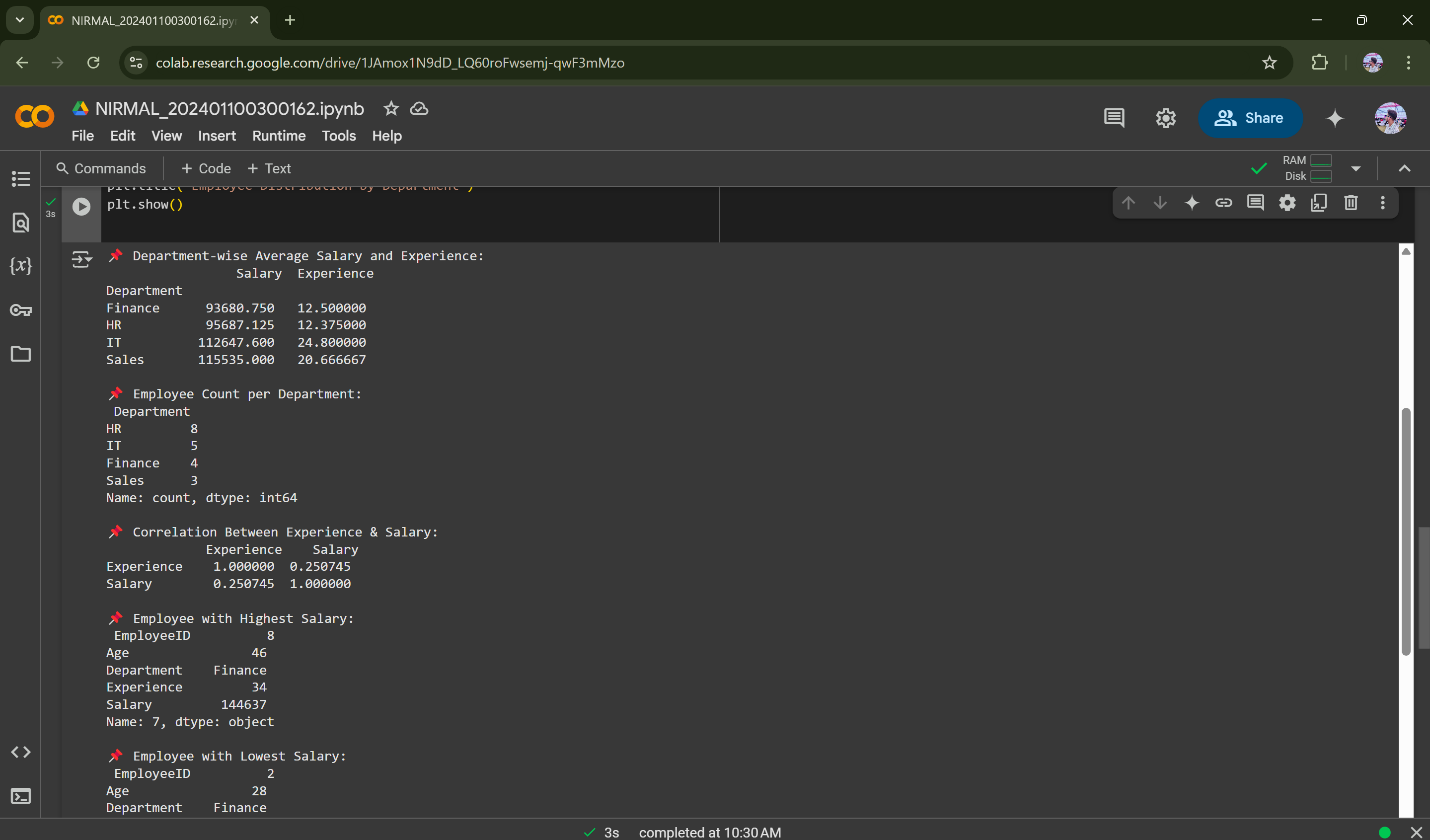 NIRMAL_202401100300162.ipy
colab.research.google.com/drive/1JAmox1N9dD_LQ60roFwsemj-qwF3mMzo
NIRMAL_202401100300162.ipynb
File Edit View Insert Runtime Tools Help
Share
Commands + Code + Text
RAM
Disk
plt.title("Employee Distribution by Department")
3s
plt.show()
📌 Department-wise Average Salary and Experience:
Salary Experience
Department
Finance 93680.750 12.500000
HR 95687.125 12.375000
IT 112647.600 24.800000
Sales 115535.000 20.666667
📌 Employee Count per Department:
Department
HR 8
IT 5
Finance 4
Sales 3
Name: count, dtype: int64
📌 Correlation Between Experience & Salary:
Experience Salary
Experience 1.000000 0.250745
Salary 0.250745 1.000000
📌 Employee with Highest Salary:
EmployeeID 8
Age 46
Department Finance
Experience 34
Salary 144637
Name: 7, dtype: object
📌 Employee with Lowest Salary:
EmployeeID 2
Age 28
Department Finance
3s completed at 10:30 AM